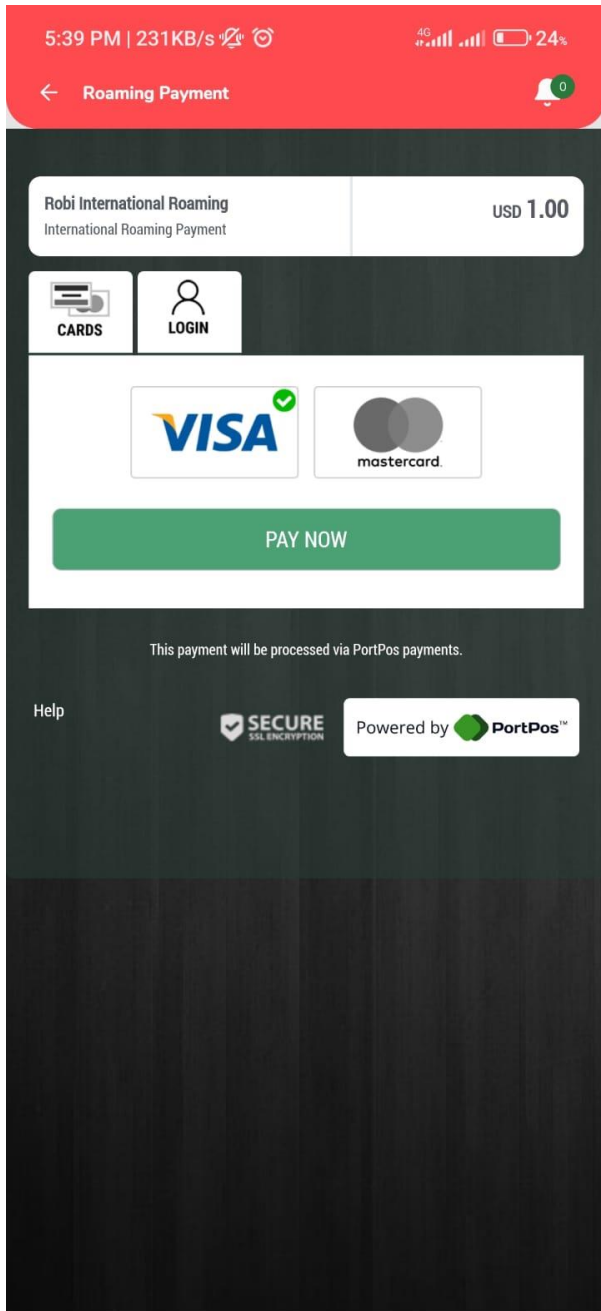 5:39 PM | 231KB/s 4G 24%
Roaming Payment 0
Robi International Roaming
International Roaming Payment
USD 1.00
CARDS
LOGIN
VISA
mastercard.
PAY NOW
This payment will be processed via PortPos payments.
Help
SECURE
SSL ENCRYPTION
Powered by PortPos™